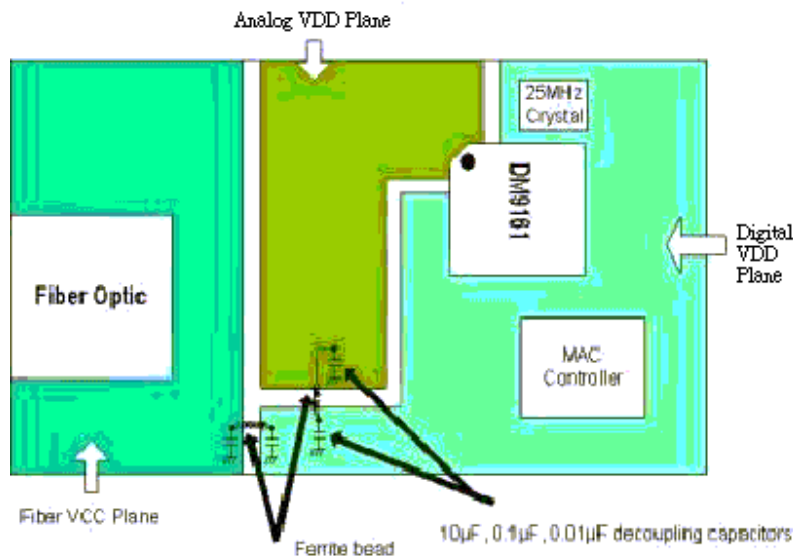 Analog VDD Plane
25MHz
Crystal
DM9161
Digital
VDD
Plane
Fiber Optic
MAC
Controller
Fiber VCC Plane
Ferrite bead
10µF, 0.1µF, 0.01µF decoupling capacitors